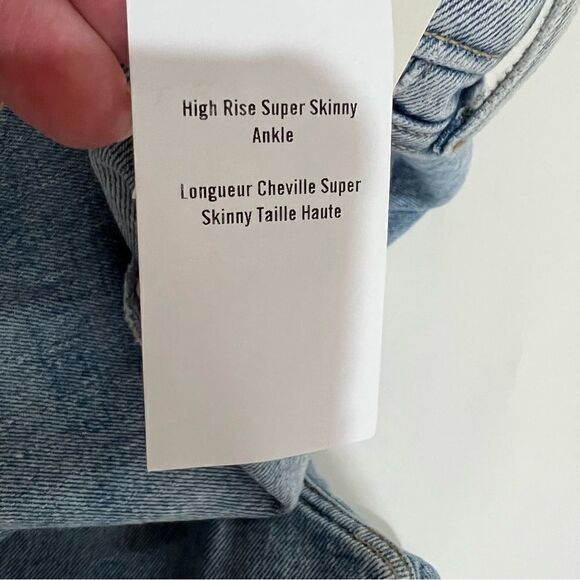 High Rise Super Skinny
Ankle
Longueur Cheville Super
Skinny Taille Haute